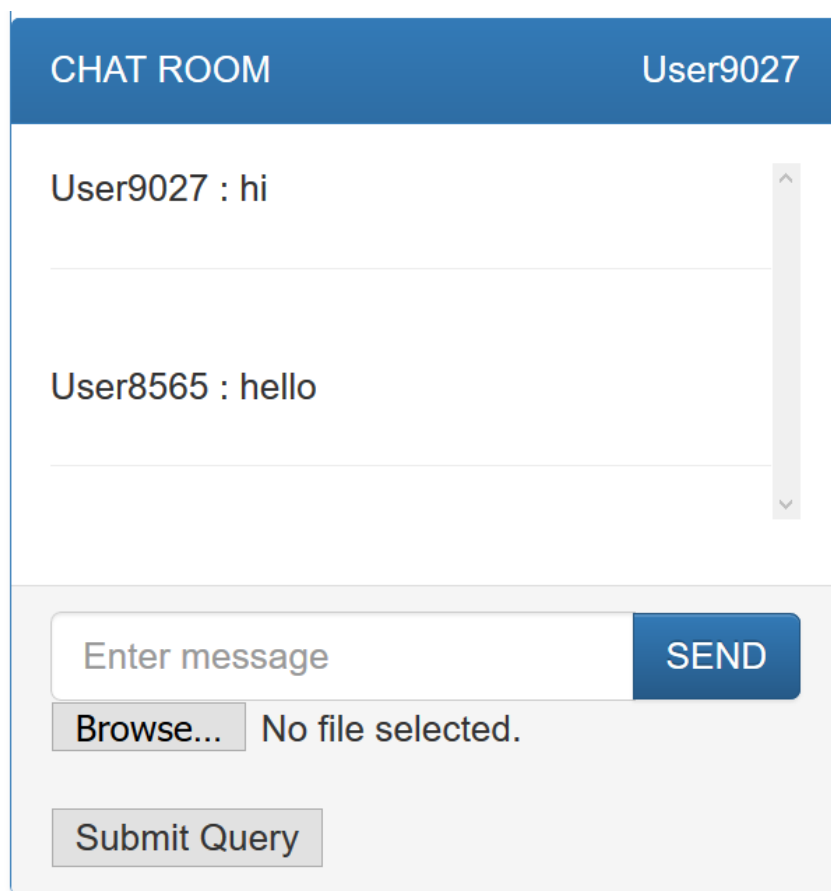 CHAT ROOM User9027
User9027 : hi
User8565 : hello
Enter message SEND
Browse... No file selected.
Submit Query